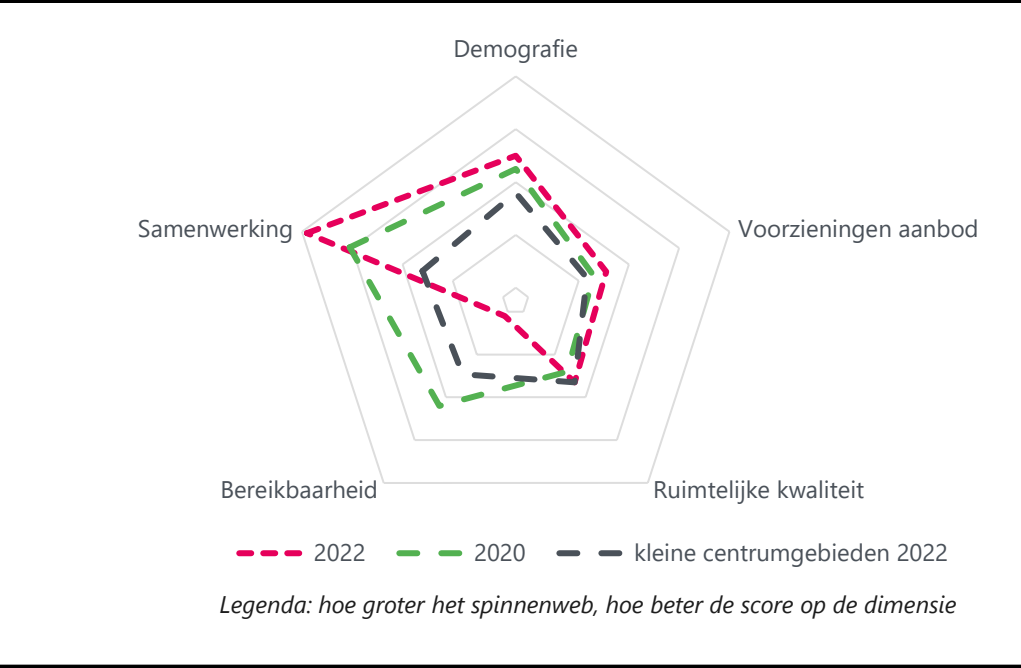 Demografie
Samenwerking
Voorzieningen aanbod
Bereikbaarheid
Ruimtelijke kwaliteit
2022
2020
kleine centrumgebieden 2022
Legenda: hoe groter het spinnenweb, hoe beter de score op de dimensie